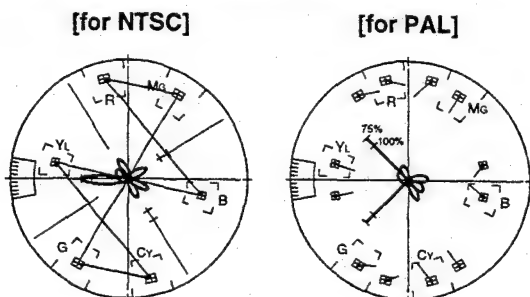 [for NTSC]
[for PAL]
R
MG
YL
B
G
CY
R
MG
75%
100%
YL
B
G
CY